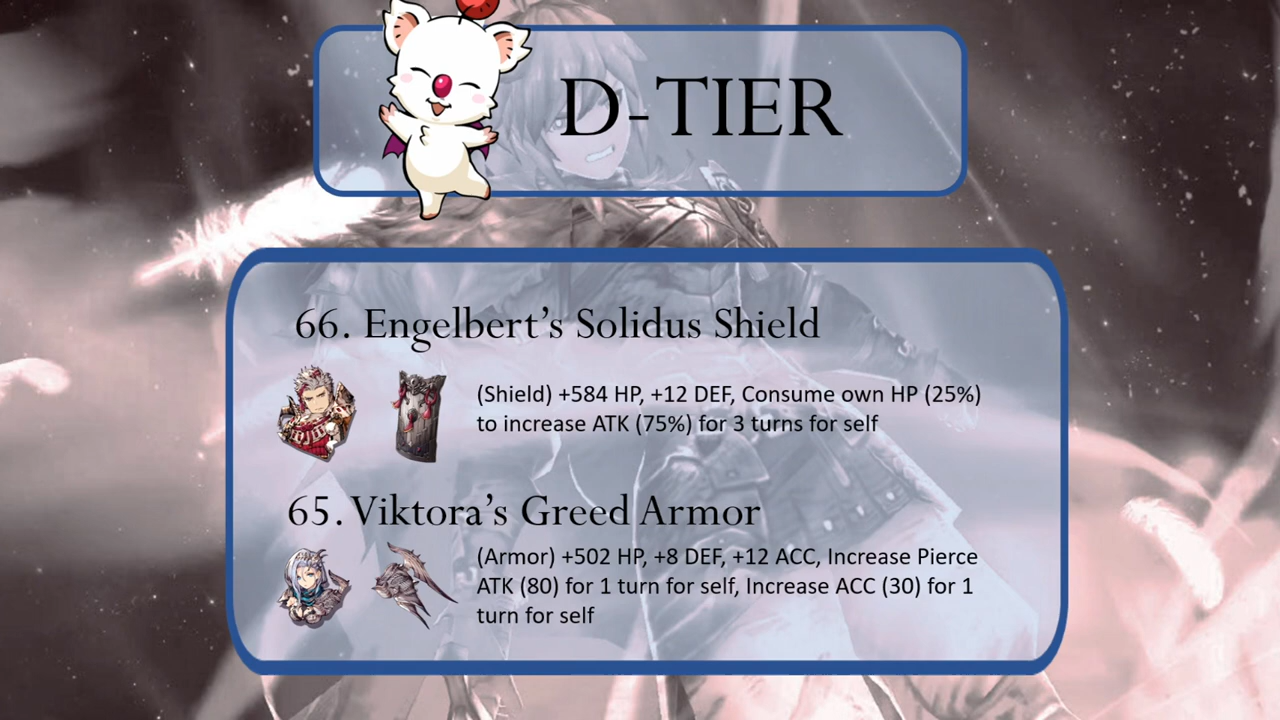 D-TIER
66. Engelbert's Solidus Shield
(Shield) +584 HP, +12 DEF, Consume own HP (25%)
to increase ATK (75%) for 3 turns for self
65. Viktora's Greed Armor
(Armor) +502 HP, +8 DEF, +12 ACC, Increase Pierce
ATK (80) for 1 turn for self, Increase ACC (30) for 1
turn for self